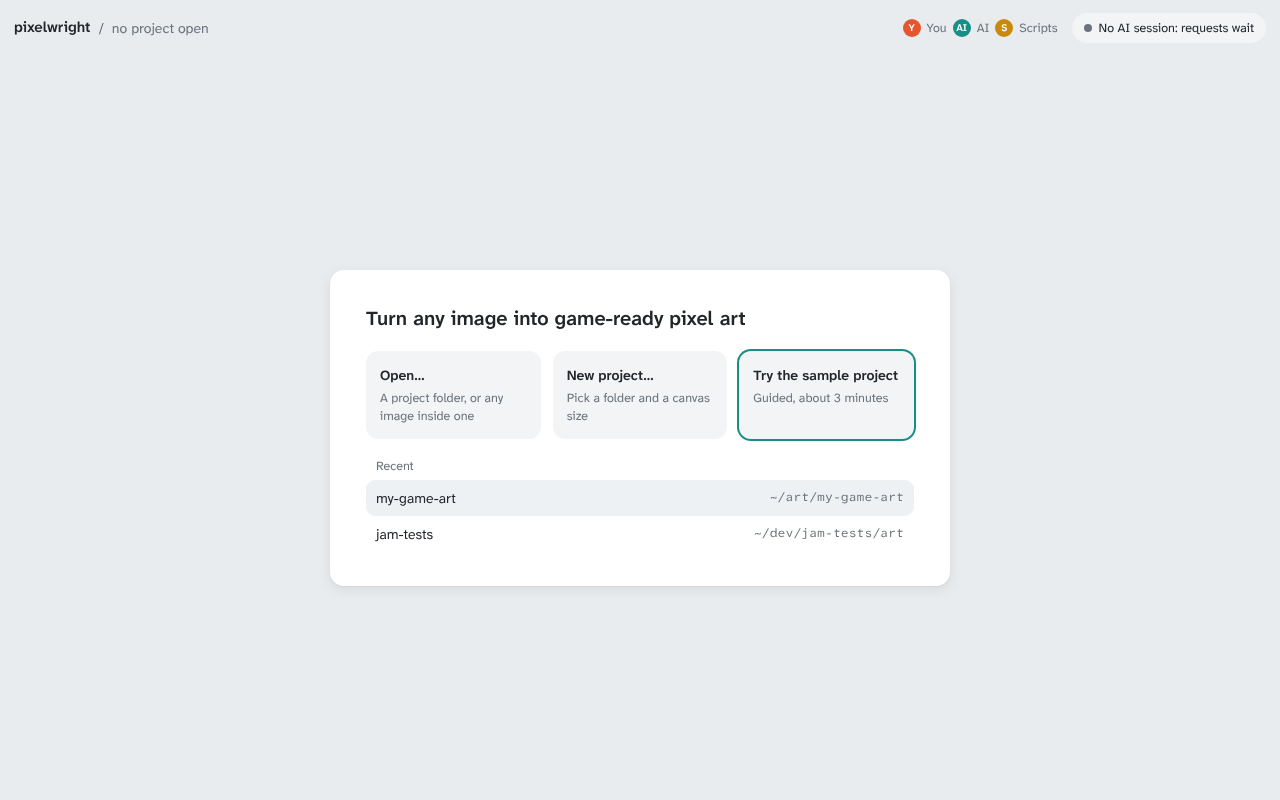 pixelwright / no project open
Y You AI AI S Scripts
No AI session: requests wait
Turn any image into game-ready pixel art
Open…
A project folder, or any
image inside one
New project…
Pick a folder and a canvas
size
Try the sample project
Guided, about 3 minutes
Recent
my-game-art ~/art/my-game-art
jam-tests ~/dev/jam-tests/art